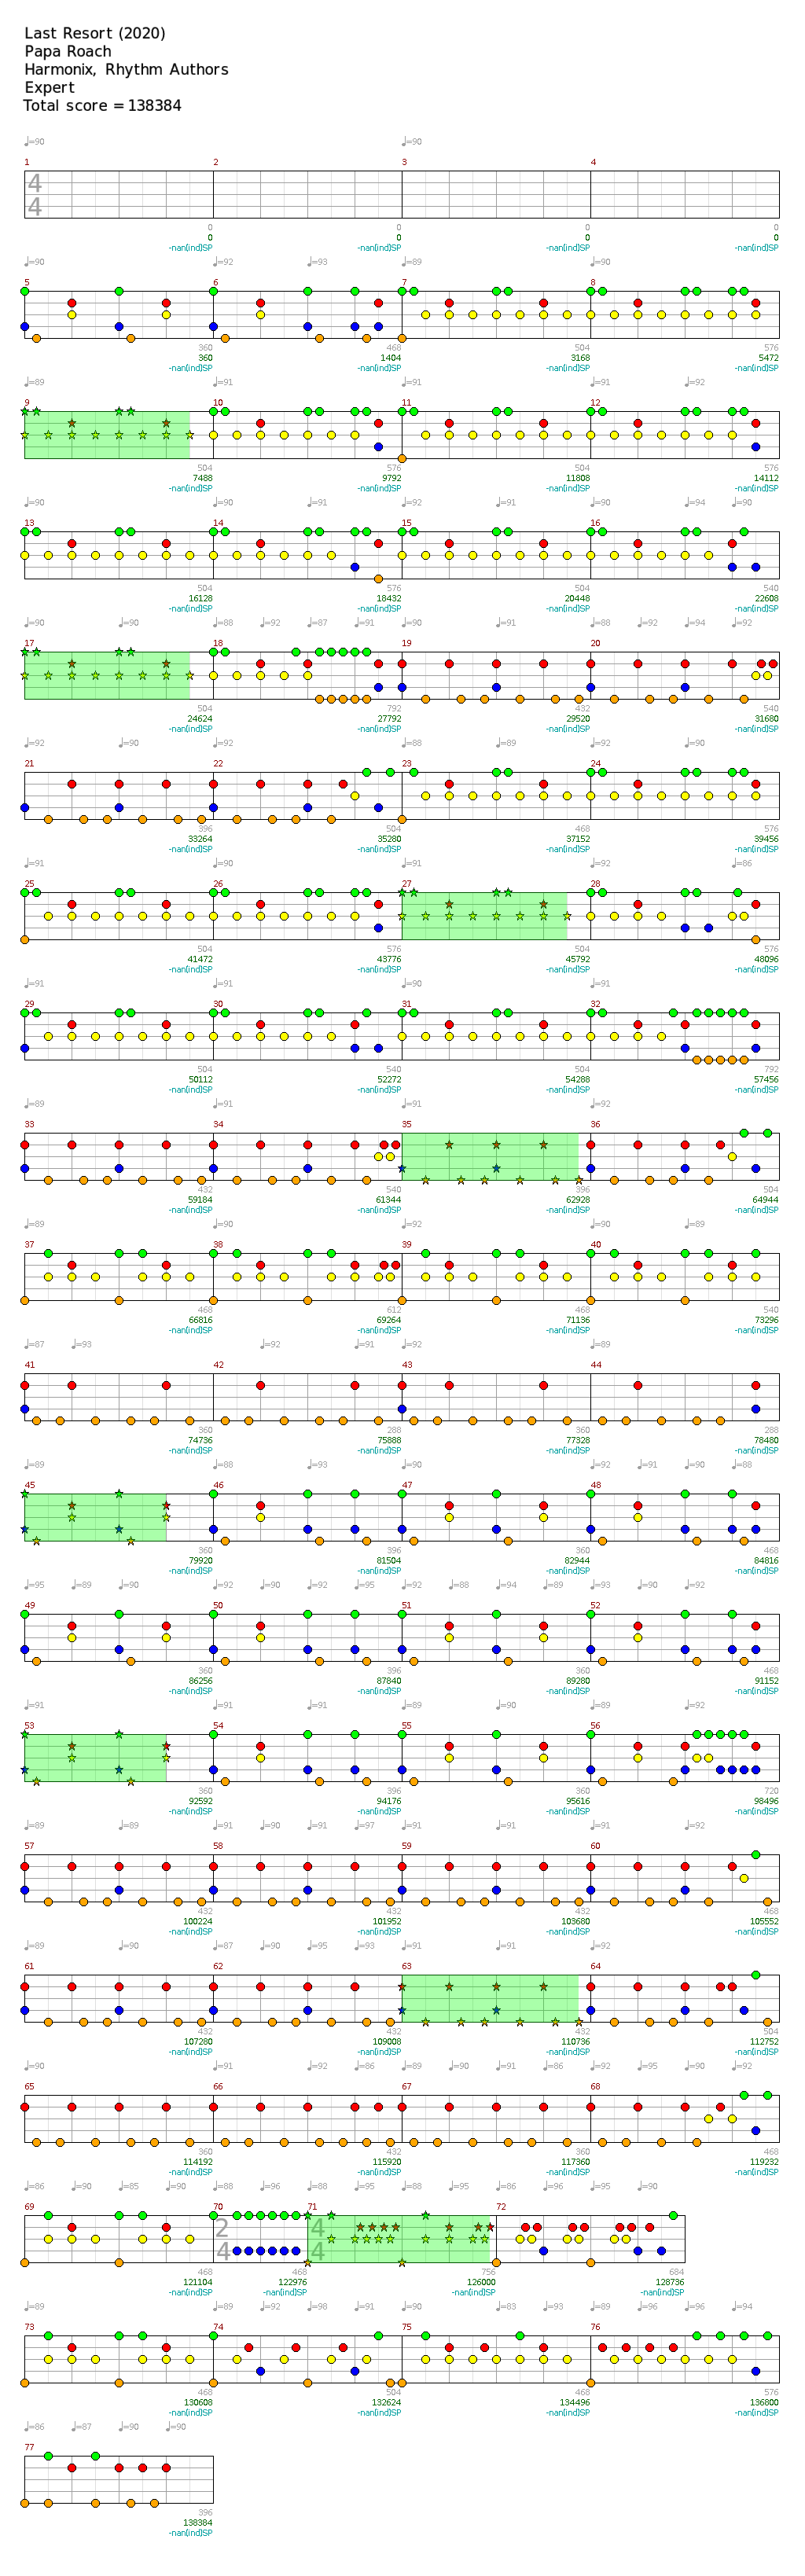 Last Resort (2020)
Papa Roach
Harmonix, Rhythm Authors
Expert
Total score = 138384
♩=90 ♩=90
1 2 3 4
4
4
0 0 0 0
0 0 0 0
-nan(ind)SP -nan(ind)SP -nan(ind)SP -nan(ind)SP
♩=90 ♩=92 ♩=93 ♩=89
5 6 7 8
360 468 504 576
360 1404 3168 5472
-nan(ind)SP -nan(ind)SP -nan(ind)SP -nan(ind)SP
♩=89 ♩=91 ♩=91 ♩=92
9 10 11 12
504 576 504 576
7488 9792 11808 14112
-nan(ind)SP -nan(ind)SP -nan(ind)SP -nan(ind)SP
♩=90 ♩=90 ♩=91 ♩=92 ♩=91 ♩=90 ♩=94 ♩=90
13 14 15 16
504 576 504 540
16128 18432 20448 22608
-nan(ind)SP -nan(ind)SP -nan(ind)SP -nan(ind)SP
♩=90 ♩=90 ♩=88 ♩=92 ♩=87 ♩=91 ♩=90 ♩=91 ♩=88 ♩=92 ♩=94 ♩=92
17 18 19 20
504 792 432 540
24624 27792 29520 31680
-nan(ind)SP -nan(ind)SP -nan(ind)SP -nan(ind)SP
♩=92 ♩=90 ♩=92 ♩=88 ♩=89 ♩=92 ♩=90
21 22 23 24
396 504 468 576
33264 35280 37152 39456
-nan(ind)SP -nan(ind)SP -nan(ind)SP -nan(ind)SP
♩=91 ♩=90 ♩=91 ♩=92 ♩=86
25 26 27 28
504 576 504 576
41472 43776 45792 48096
-nan(ind)SP -nan(ind)SP -nan(ind)SP -nan(ind)SP
♩=91 ♩=91 ♩=90 ♩=91
29 30 31 32
504 540 504 792
50112 52272 54288 57456
-nan(ind)SP -nan(ind)SP -nan(ind)SP -nan(ind)SP
♩=89 ♩=91 ♩=90 ♩=91
33 34 35 36
432 540 396 504
59184 61344 62928 64944
-nan(ind)SP -nan(ind)SP -nan(ind)SP -nan(ind)SP
♩=89 ♩=90 ♩=92 ♩=90 ♩=89
37 38 39 40
468 612 468 540
66816 69264 71136 73296
-nan(ind)SP -nan(ind)SP -nan(ind)SP -nan(ind)SP
♩=87 ♩=93 ♩=92 ♩=91 ♩=92 ♩=89
41 42 43 44
360 288 360 288
74736 75888 77328 78480
-nan(ind)SP -nan(ind)SP -nan(ind)SP -nan(ind)SP
♩=89 ♩=88 ♩=93 ♩=90 ♩=92 ♩=91 ♩=90 ♩=88
45 46 47 48
360 396 360 468
79920 81504 82944 84816
-nan(ind)SP -nan(ind)SP -nan(ind)SP -nan(ind)SP
♩=95 ♩=89 ♩=90 ♩=92 ♩=90 ♩=92 ♩=95 ♩=92 ♩=88 ♩=94 ♩=89 ♩=93 ♩=90 ♩=92
49 50 51 52
360 396 360 468
86256 87840 89280 91152
-nan(ind)SP -nan(ind)SP -nan(ind)SP -nan(ind)SP
♩=91 ♩=91 ♩=91 ♩=89 ♩=90 ♩=89 ♩=92
53 54 55 56
360 396 360 720
92592 94176 95616 98496
-nan(ind)SP -nan(ind)SP -nan(ind)SP -nan(ind)SP
♩=89 ♩=89 ♩=90 ♩=91 ♩=97 ♩=91 ♩=91 ♩=91 ♩=92
57 58 59 60
432 432 432 468
100224 101952 103680 105552
-nan(ind)SP -nan(ind)SP -nan(ind)SP -nan(ind)SP
♩=89 ♩=90 ♩=87 ♩=90 ♩=95 ♩=93 ♩=91 ♩=91 ♩=92
61 62 63 64
432 432 432 504
107280 109008 110736 112752
-nan(ind)SP -nan(ind)SP -nan(ind)SP -nan(ind)SP
♩=90 ♩=91 ♩=92 ♩=86 ♩=89 ♩=90 ♩=91 ♩=86 ♩=92 ♩=95 ♩=90 ♩=92
65 66 67 68
360 432 360 468
114192 115920 117360 119232
-nan(ind)SP -nan(ind)SP -nan(ind)SP -nan(ind)SP
♩=86 ♩=90 ♩=85 ♩=90 ♩=88 ♩=96 ♩=88 ♩=90 ♩=88 ♩=95 ♩=86 ♩=89 ♩=90 ♩=90
69 70 71 72
2 4
4 4
468 468 756 684
121104 122976 126000 128736
-nan(ind)SP -nan(ind)SP -nan(ind)SP -nan(ind)SP
♩=89 ♩=89 ♩=92 ♩=98 ♩=91 ♩=90 ♩=83 ♩=93 ♩=89 ♩=96 ♩=96 ♩=94
73 74 75 76
468 504 468 576
130608 132624 134496 136800
-nan(ind)SP -nan(ind)SP -nan(ind)SP -nan(ind)SP
♩=86 ♩=87 ♩=90 ♩=90
77
396
138384
-nan(ind)SP